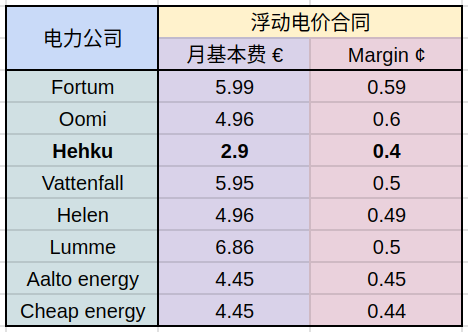 电力公司 浮动电价合同
月基本费 € Margin ¢
Fortum 5.99 0.59
Oomi 4.96 0.6
Hehku 2.9 0.4
Vattenfall 5.95 0.5
Helen 4.96 0.49
Lumme 6.86 0.5
Aalto energy 4.45 0.45
Cheap energy 4.45 0.44